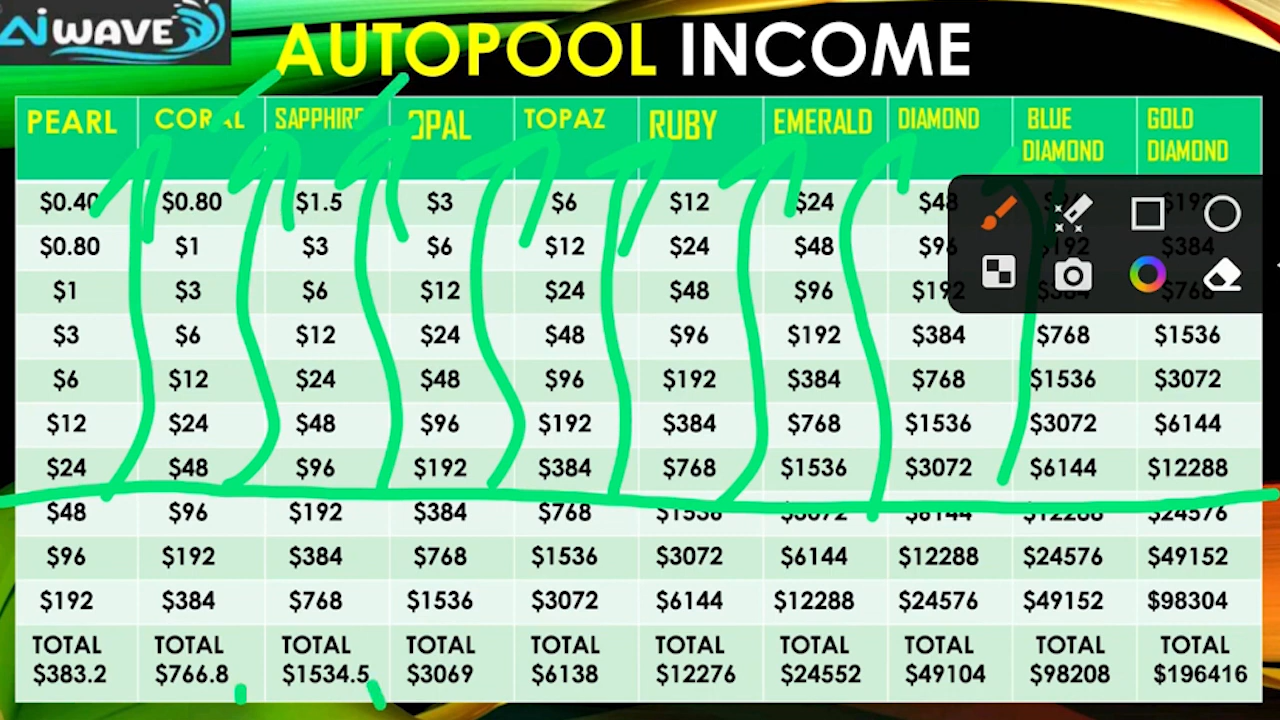 AiWAVE
AUTOPOOL INCOME
PEARL CORAL SAPPHIRE OPAL TOPAZ RUBY EMERALD DIAMOND BLUE DIAMOND GOLD DIAMOND
$0.40 $0.80 $1.5 $3 $6 $12 $24 $48
$0.80 $1 $3 $6 $12 $24 $48 $96 $192 $384
$1 $3 $6 $12 $24 $48 $96 $192 $384 $768
$3 $6 $12 $24 $48 $96 $192 $384 $768 $1536
$6 $12 $24 $48 $96 $192 $384 $768 $1536 $3072
$12 $24 $48 $96 $192 $384 $768 $1536 $3072 $6144
$24 $48 $96 $192 $384 $768 $1536 $3072 $6144 $12288
$48 $96 $192 $384 $768 $1536 $3072 $6144 $12288 $24576
$96 $192 $384 $768 $1536 $3072 $6144 $12288 $24576 $49152
$192 $384 $768 $1536 $3072 $6144 $12288 $24576 $49152 $98304
TOTAL TOTAL TOTAL TOTAL TOTAL TOTAL TOTAL TOTAL TOTAL TOTAL
$383.2 $766.8 $1534.5 $3069 $6138 $12276 $24552 $49104 $98208 $196416